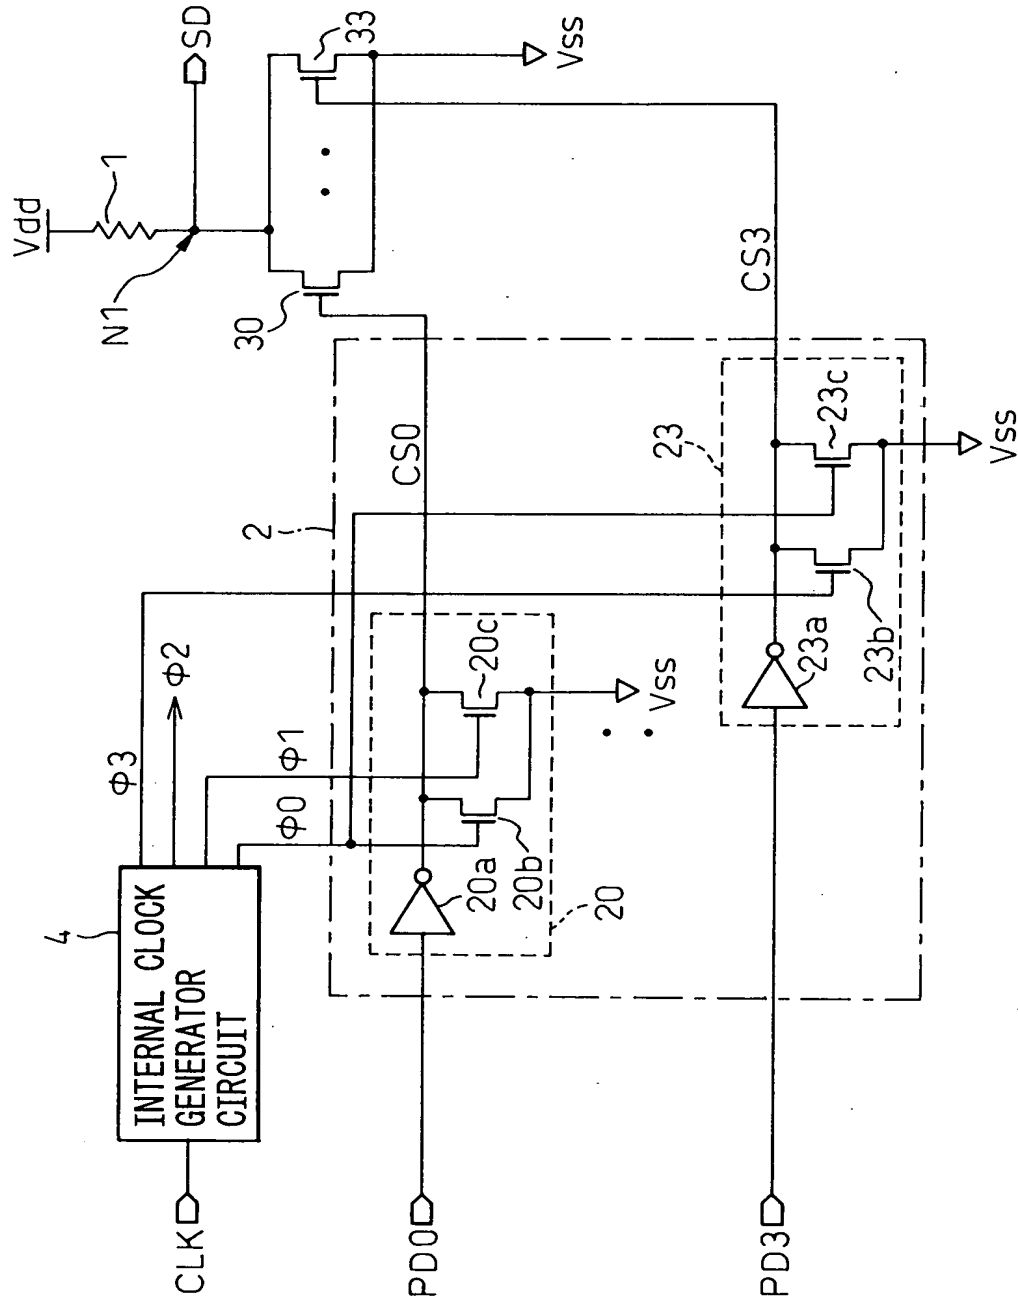 Vdd
1
N1
SD
30
33
Vss
4
INTERNAL CLOCK
GENERATOR
CIRCUIT
CLK
Φ3
Φ2
Φ1
Φ0
2
CS0
CS3
PD0
20a
20b
20c
20
Vss
23
PD3
23a
23b
23c
Vss